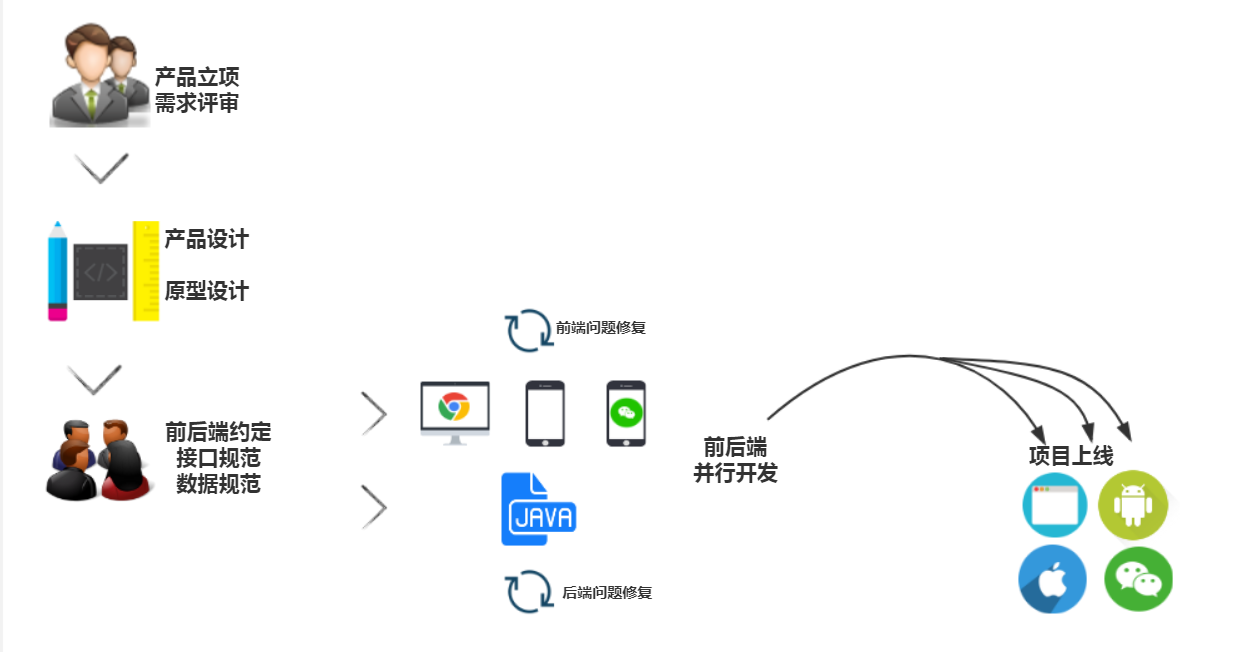 产品立项
需求评审
产品设计
原型设计
前后端约定
接口规范
数据规范
前端问题修复
JAVA
后端问题修复
前后端
并行开发
项目上线